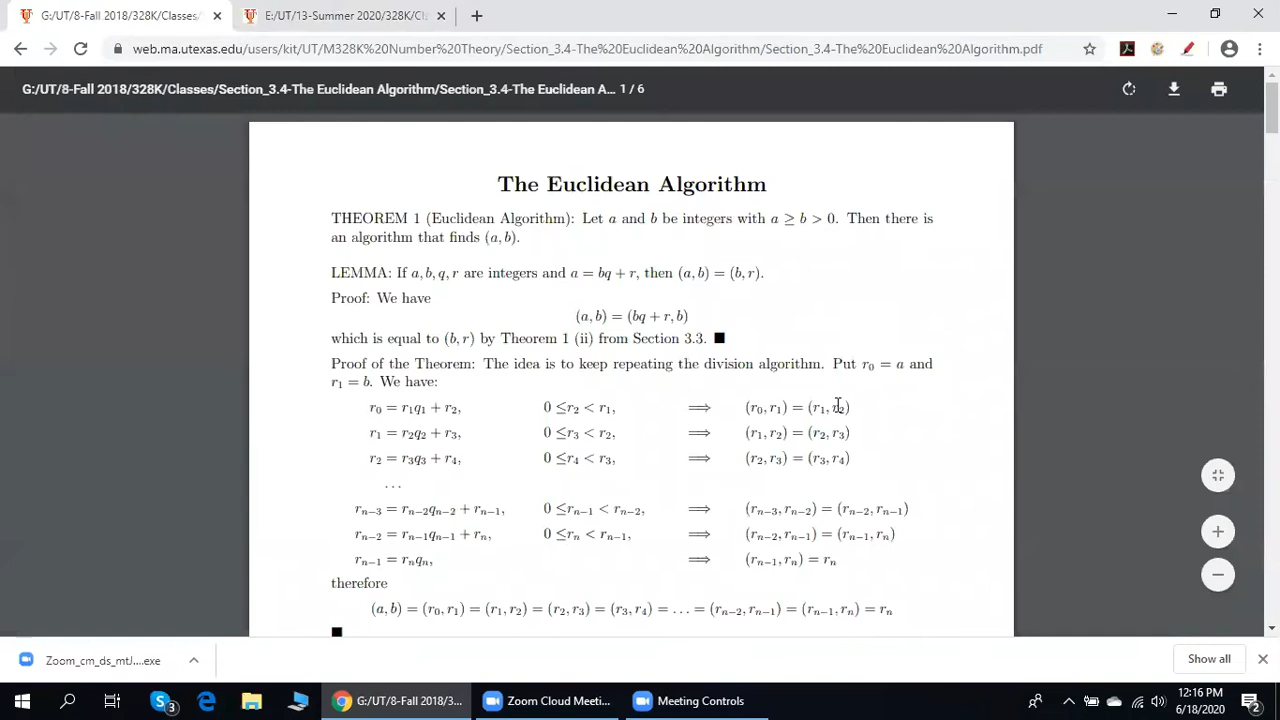 G:/UT/8-Fall 2018/328K/Classes/
E:/UT/13-Summer 2020/328K/Cl
web.ma.utexas.edu/users/kit/UT/M328K%20Number%20Theory/Section_3.4-The%20Euclidean%20Algorithm/Section_3.4-The%20Euclidean%20Algorithm.pdf
G:/UT/8-Fall 2018/328K/Classes/Section_3.4-The Euclidean Algorithm/Section_3.4-The Euclidean A... 1 / 6
The Euclidean Algorithm
THEOREM 1 (Euclidean Algorithm): Let a and b be integers with a ≥ b > 0. Then there is
an algorithm that finds (a, b).
LEMMA: If a, b, q, r are integers and a = bq + r, then (a, b) = (b, r).
Proof: We have
(a, b) = (bq + r, b)
which is equal to (b, r) by Theorem 1 (ii) from Section 3.3. ■
Proof of the Theorem: The idea is to keep repeating the division algorithm. Put r₀ = a and
r₁ = b. We have:
r₀ = r₁q₁ + r₂, 0 ≤r₂ < r₁, ⟹ (r₀, r₁) = (r₁, r₂)
r₁ = r₂q₂ + r₃, 0 ≤r₃ < r₂, ⟹ (r₁, r₂) = (r₂, r₃)
r₂ = r₃q₃ + r₄, 0 ≤r₄ < r₃, ⟹ (r₂, r₃) = (r₃, r₄)
...
rₙ₋₃ = rₙ₋₂qₙ₋₂ + rₙ₋₁, 0 ≤rₙ₋₁ < rₙ₋₂, ⟹ (rₙ₋₃, rₙ₋₂) = (rₙ₋₂, rₙ₋₁)
rₙ₋₂ = rₙ₋₁qₙ₋₁ + rₙ, 0 ≤rₙ < rₙ₋₁, ⟹ (rₙ₋₂, rₙ₋₁) = (rₙ₋₁, rₙ)
rₙ₋₁ = rₙqₙ, ⟹ (rₙ₋₁, rₙ) = rₙ
therefore
(a, b) = (r₀, r₁) = (r₁, r₂) = (r₂, r₃) = (r₃, r₄) = . . . = (rₙ₋₂, rₙ₋₁) = (rₙ₋₁, rₙ) = rₙ
■
Zoom_cm_ds_mtJ....exe
Show all
3
G:/UT/8-Fall 2018/3...
Zoom Cloud Meeti...
Meeting Controls
12:16 PM
6/18/2020
2